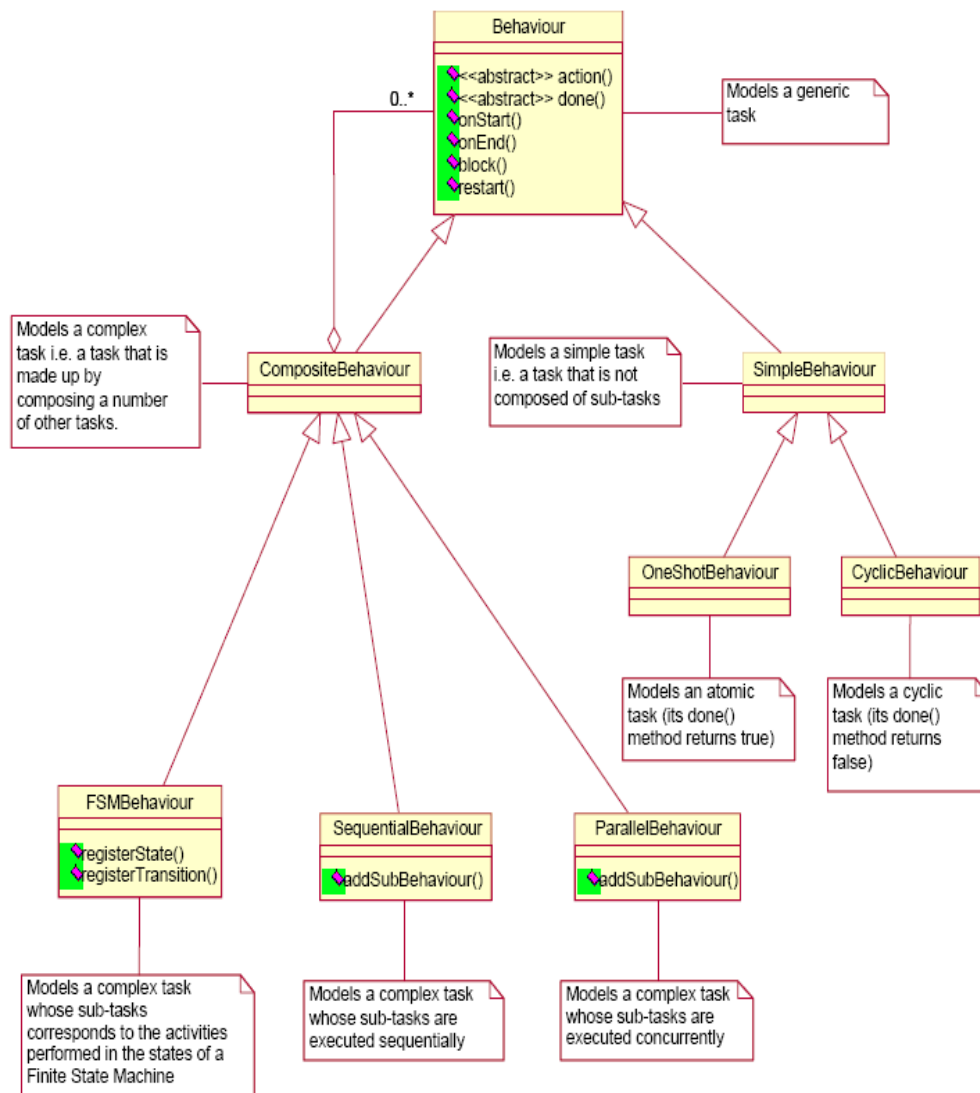 Behaviour
<<abstract>> action()
<<abstract>> done()
onStart()
onEnd()
block()
restart()
0..*
Models a generic
task
Models a complex
task i.e. a task that is
made up by
composing a number
of other tasks.
CompositeBehaviour
Models a simple task
i.e. a task that is not
composed of sub-tasks
SimpleBehaviour
OneShotBehaviour
CyclicBehaviour
Models an atomic
task (its done()
method returns true)
Models a cyclic
task (its done()
method returns
false)
FSMBehaviour
registerState()
registerTransition()
SequentialBehaviour
addSubBehaviour()
ParallelBehaviour
addSubBehaviour()
Models a complex task
whose sub-tasks
corresponds to the activities
performed in the states of a
Finite State Machine
Models a complex task
whose sub-tasks are
executed sequentially
Models a complex task
whose sub-tasks are
executed concurrently